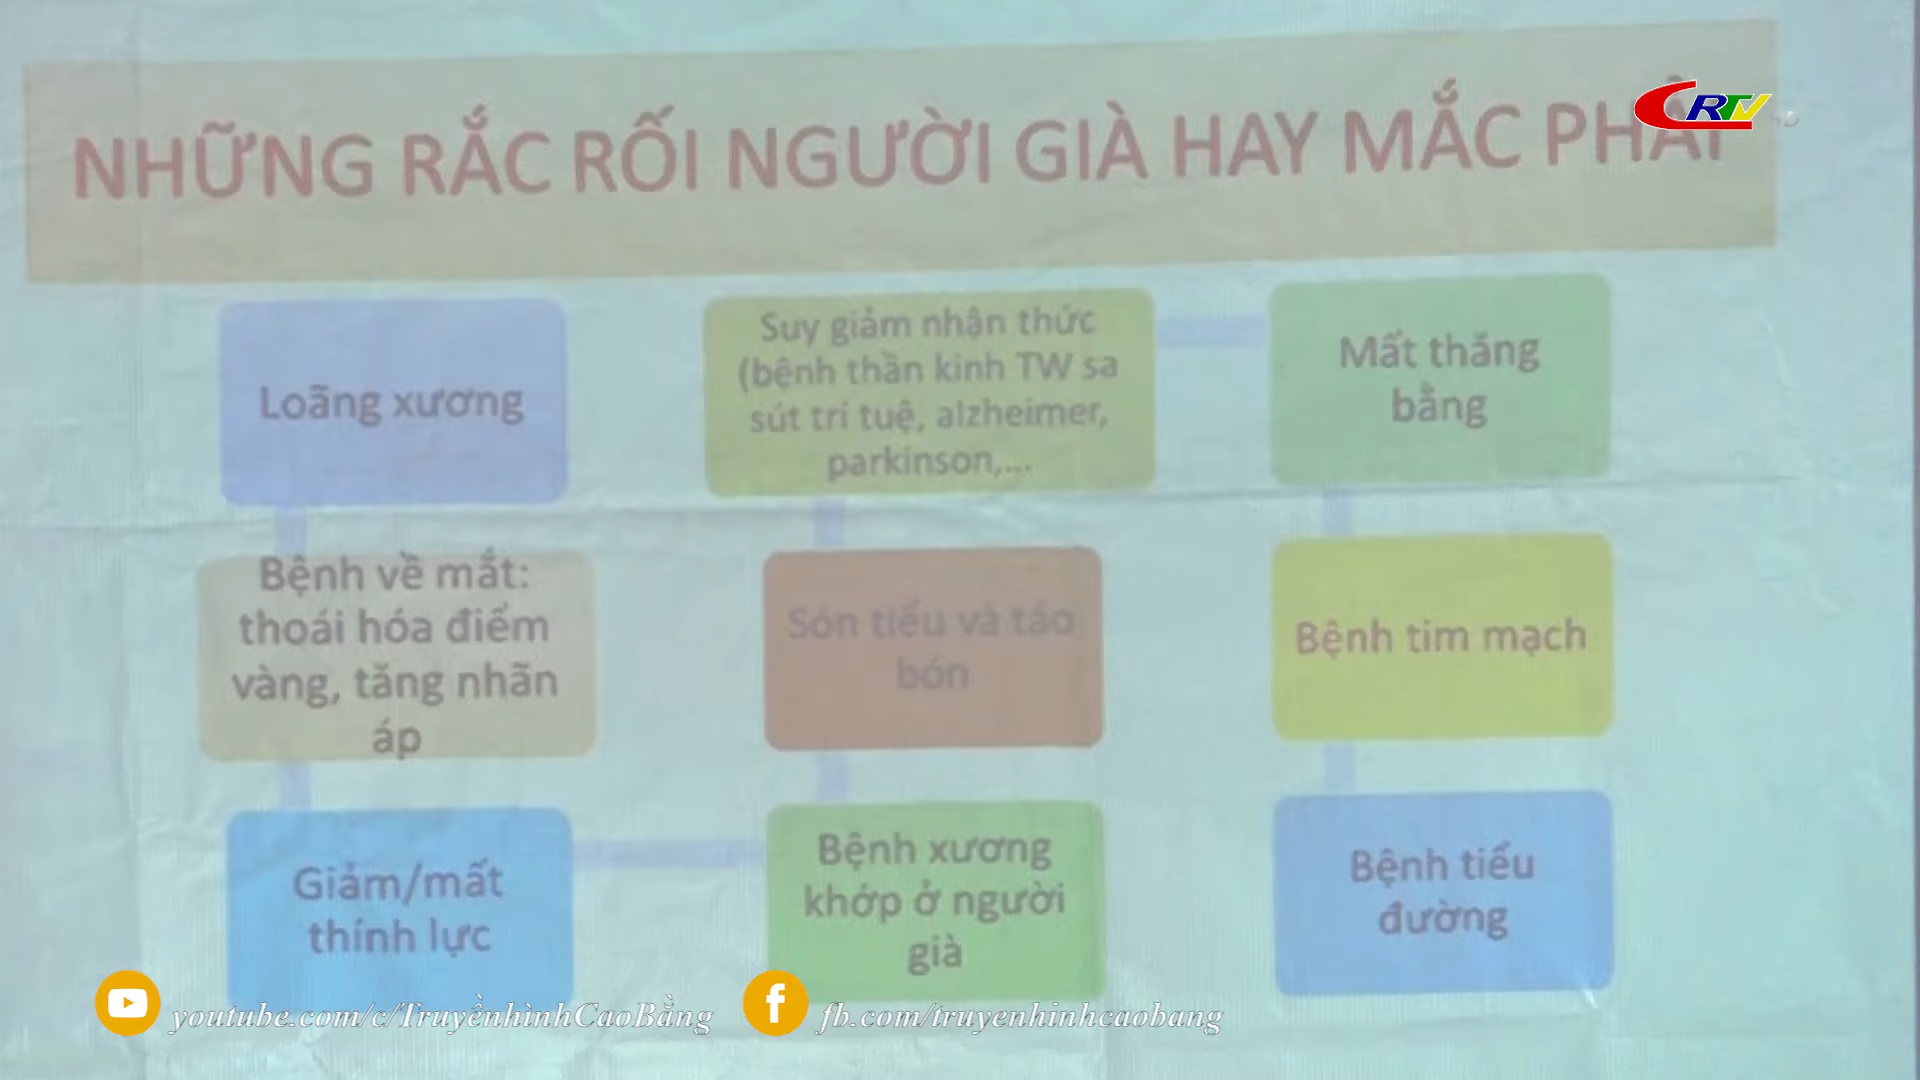 NHỮNG RẮC RỐI NGƯỜI GIÀ HAY MẮC PHẢI
CRTV
HD
Loãng xương
Suy giảm nhận thức
(bệnh thần kinh TW sa
sút trí tuệ, alzheimer,
parkinson,...
Mất thăng
bằng
Bệnh về mắt:
thoái hóa điểm
vàng, tăng nhãn
áp
Són tiểu và táo
bón
Bệnh tim mạch
Giảm/mất
thính lực
Bệnh xương
khớp ở người
già
Bệnh tiểu
đường
youtube.com/c/TruyềnhìnhCaoBằng
fb.com/truyenhinhcaobang